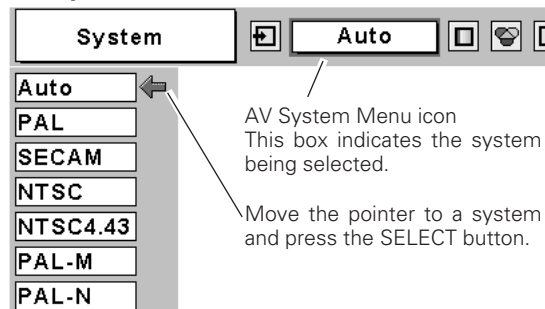 System
Auto
Auto
PAL
SECAM
NTSC
NTSC4.43
PAL-M
PAL-N
AV System Menu icon
This box indicates the system
being selected.
Move the pointer to a system
and press the SELECT button.